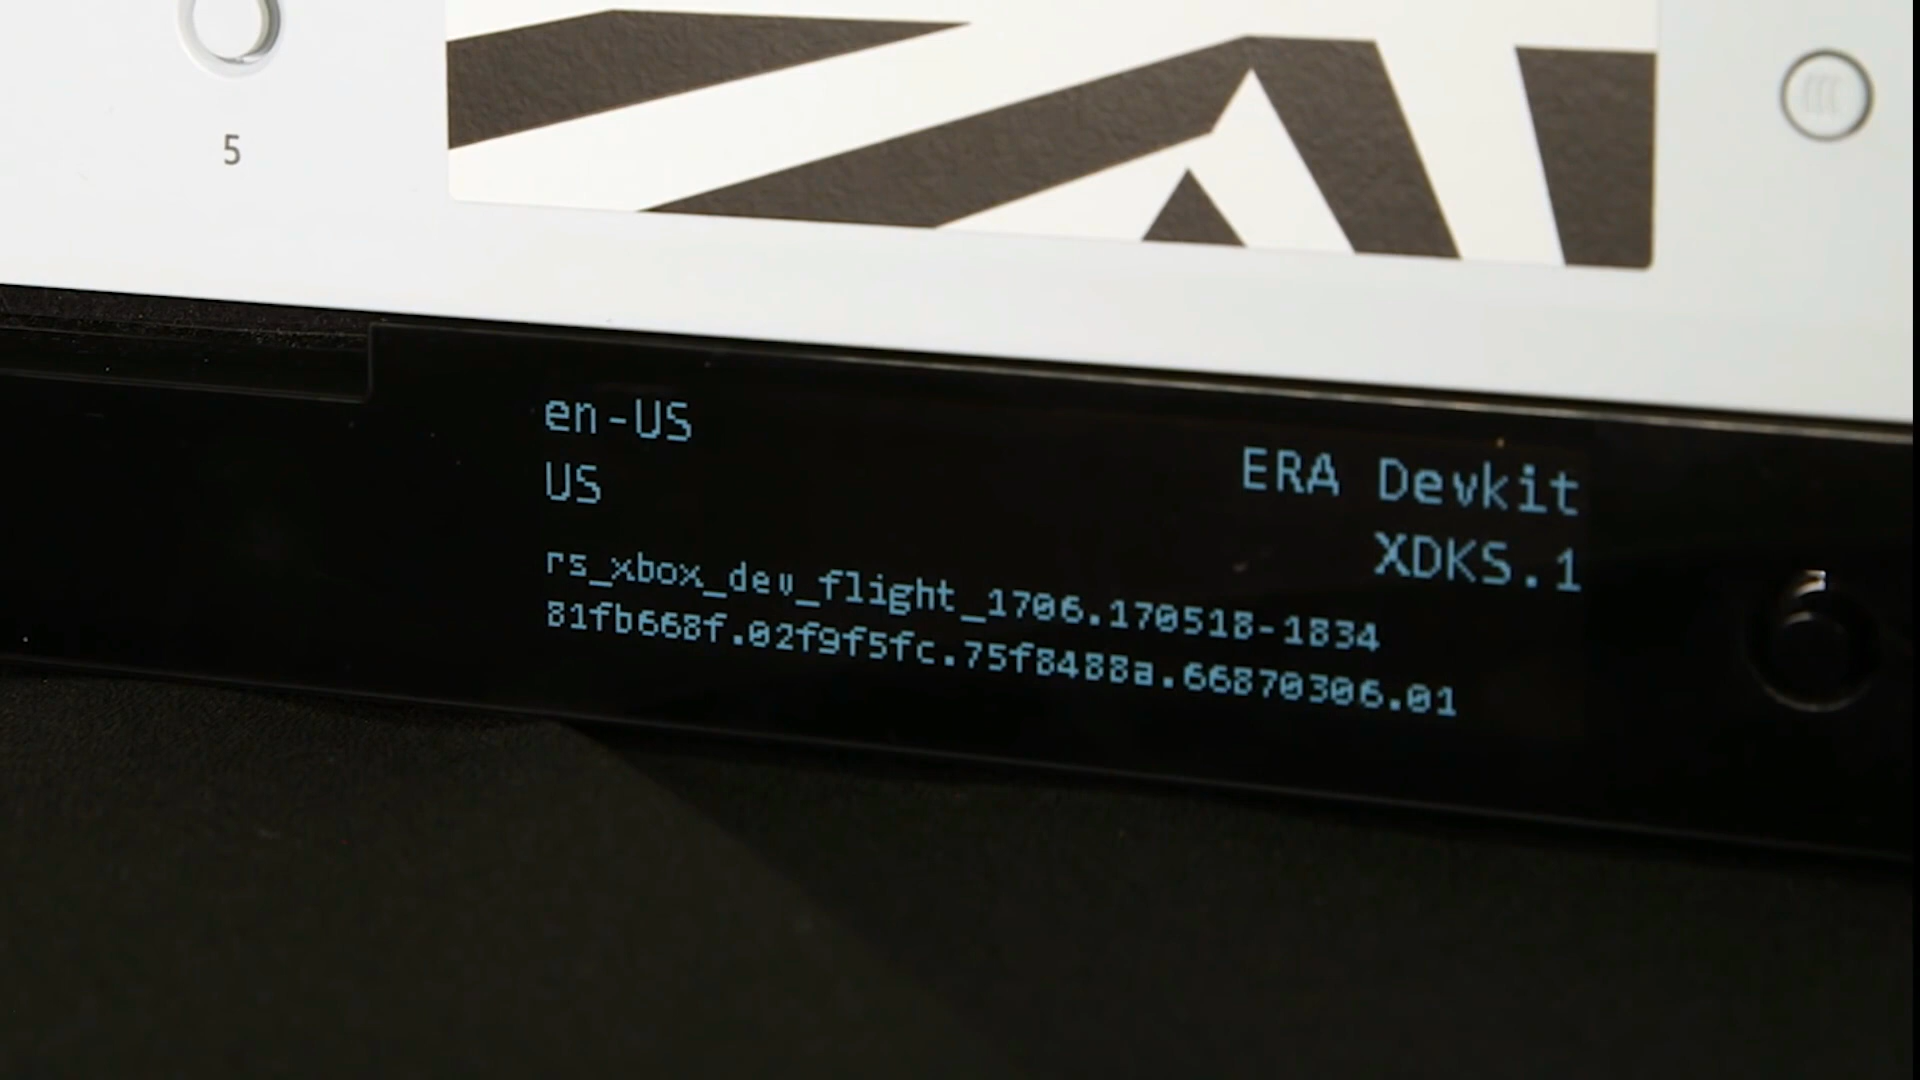 5
en-US
US
ERA Devkit
XDKS.1
rs_xbox_dev_flight_1706.170518-1834
81fb668f.02f9f5fc.75f8488a.66870306.01